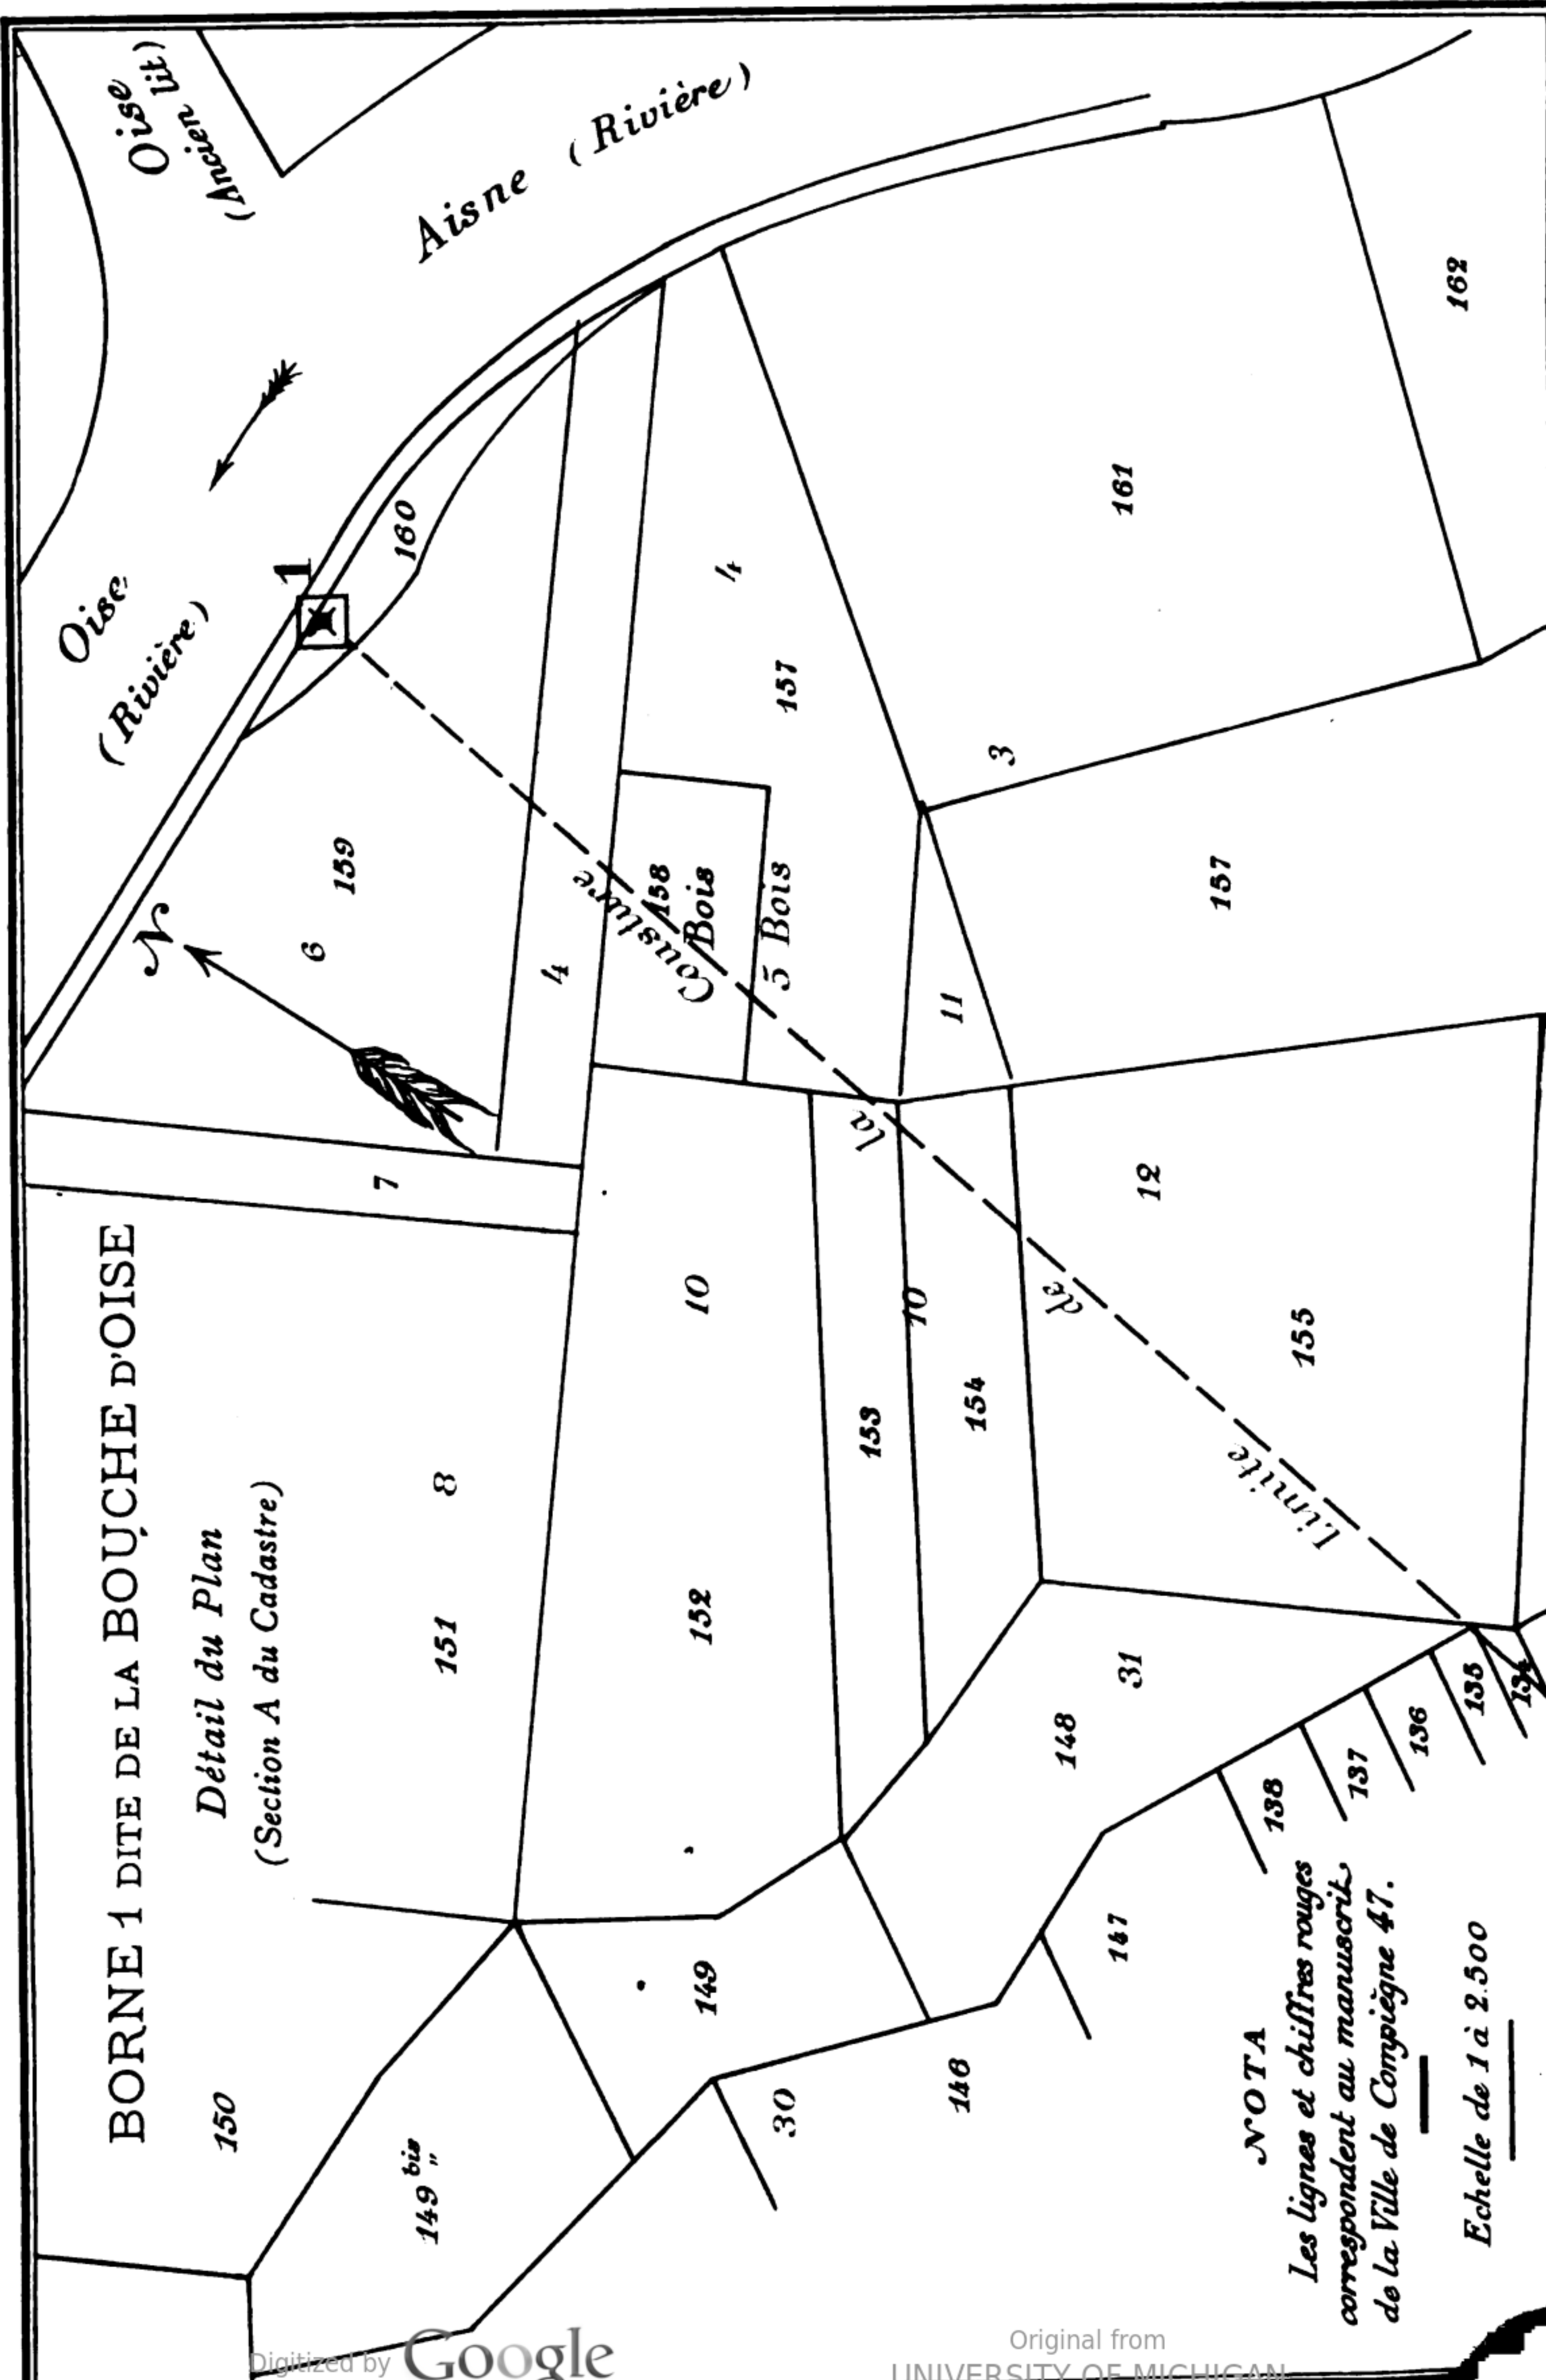 BORNE 1 DITE DE LA BOUCHE D'OISE
Détail du Plan
(Section A du Cadastre)
Oise
(Ancien lit)
Aisne (Rivière)
Oise
(Rivière)
1
N
160
159
6
4
7
158
Bois
5 Bois
4
157
161
162
3
157
11
Limite de la Cousture
12
155
10
10
153
154
8
151
152
31
148
134
135
136
137
138
147
149
146
30
150
149 bis
"
NOTA
Les lignes et chiffres rouges
correspondent au manuscrit
de la Ville de Compiègne 47.
Echelle de 1 à 2.500
Digitized by Google
Original from
UNIVERSITY OF MICHIGAN